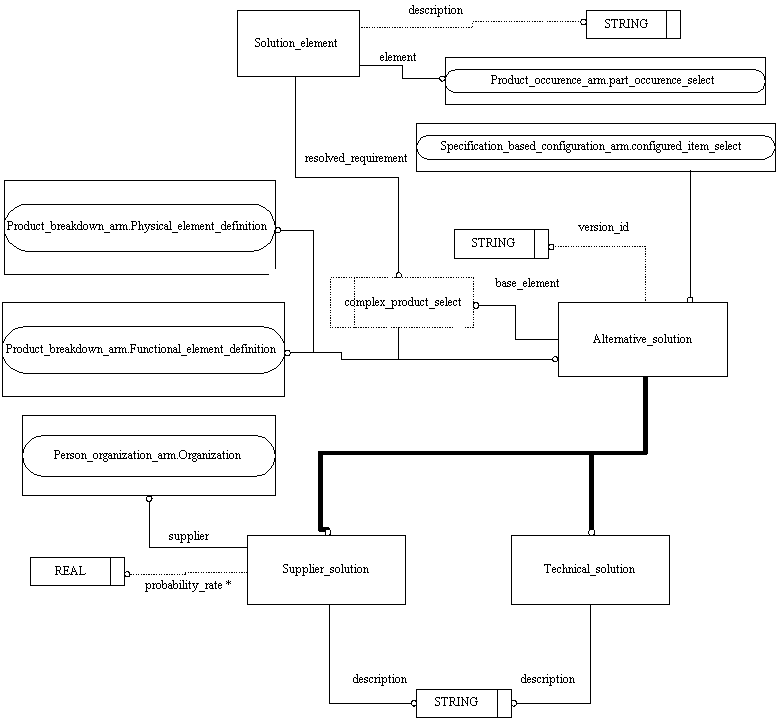 description
STRING
Solution_element
element
Product_occurence_arm.part_occurence_select
Specification_based_configuration_arm.configured_item_select
resolved_requirement
Product_breakdown_arm.Physical_element_definition
version_id
STRING
base_element
complex_product_select
Alternative_solution
Product_breakdown_arm.Functional_element_definition
Person_organization_arm.Organization
supplier
Supplier_solution
Technical_solution
REAL
probability_rate *
description
description
STRING